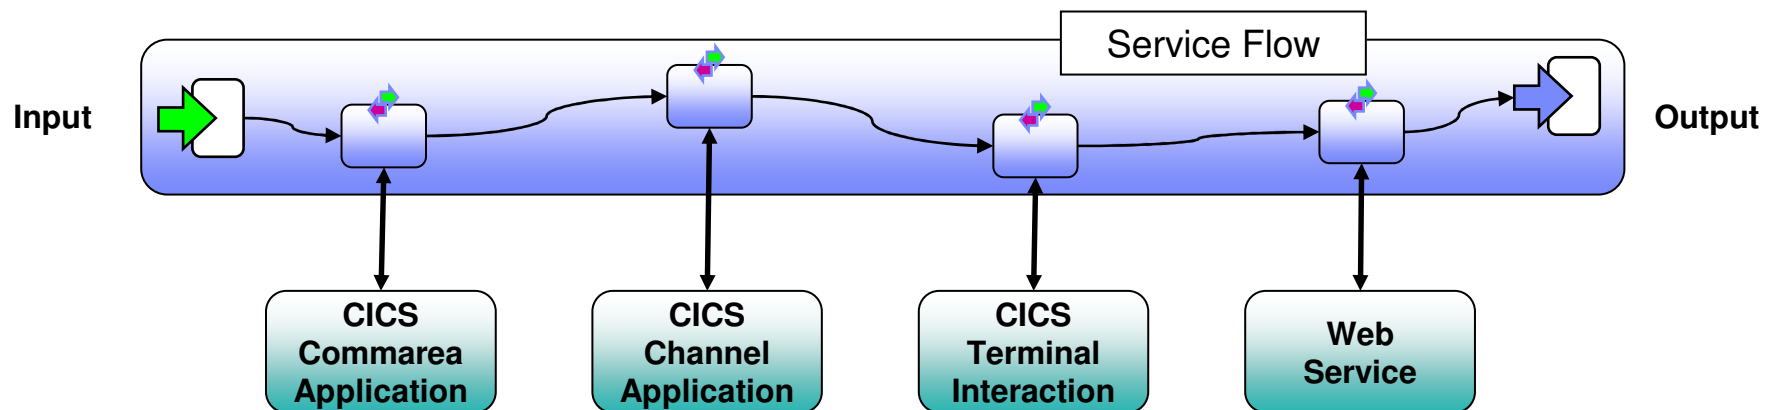 Service Flow
Input
Output
CICS
Commarea
Application
CICS
Channel
Application
CICS
Terminal
Interaction
Web
Service